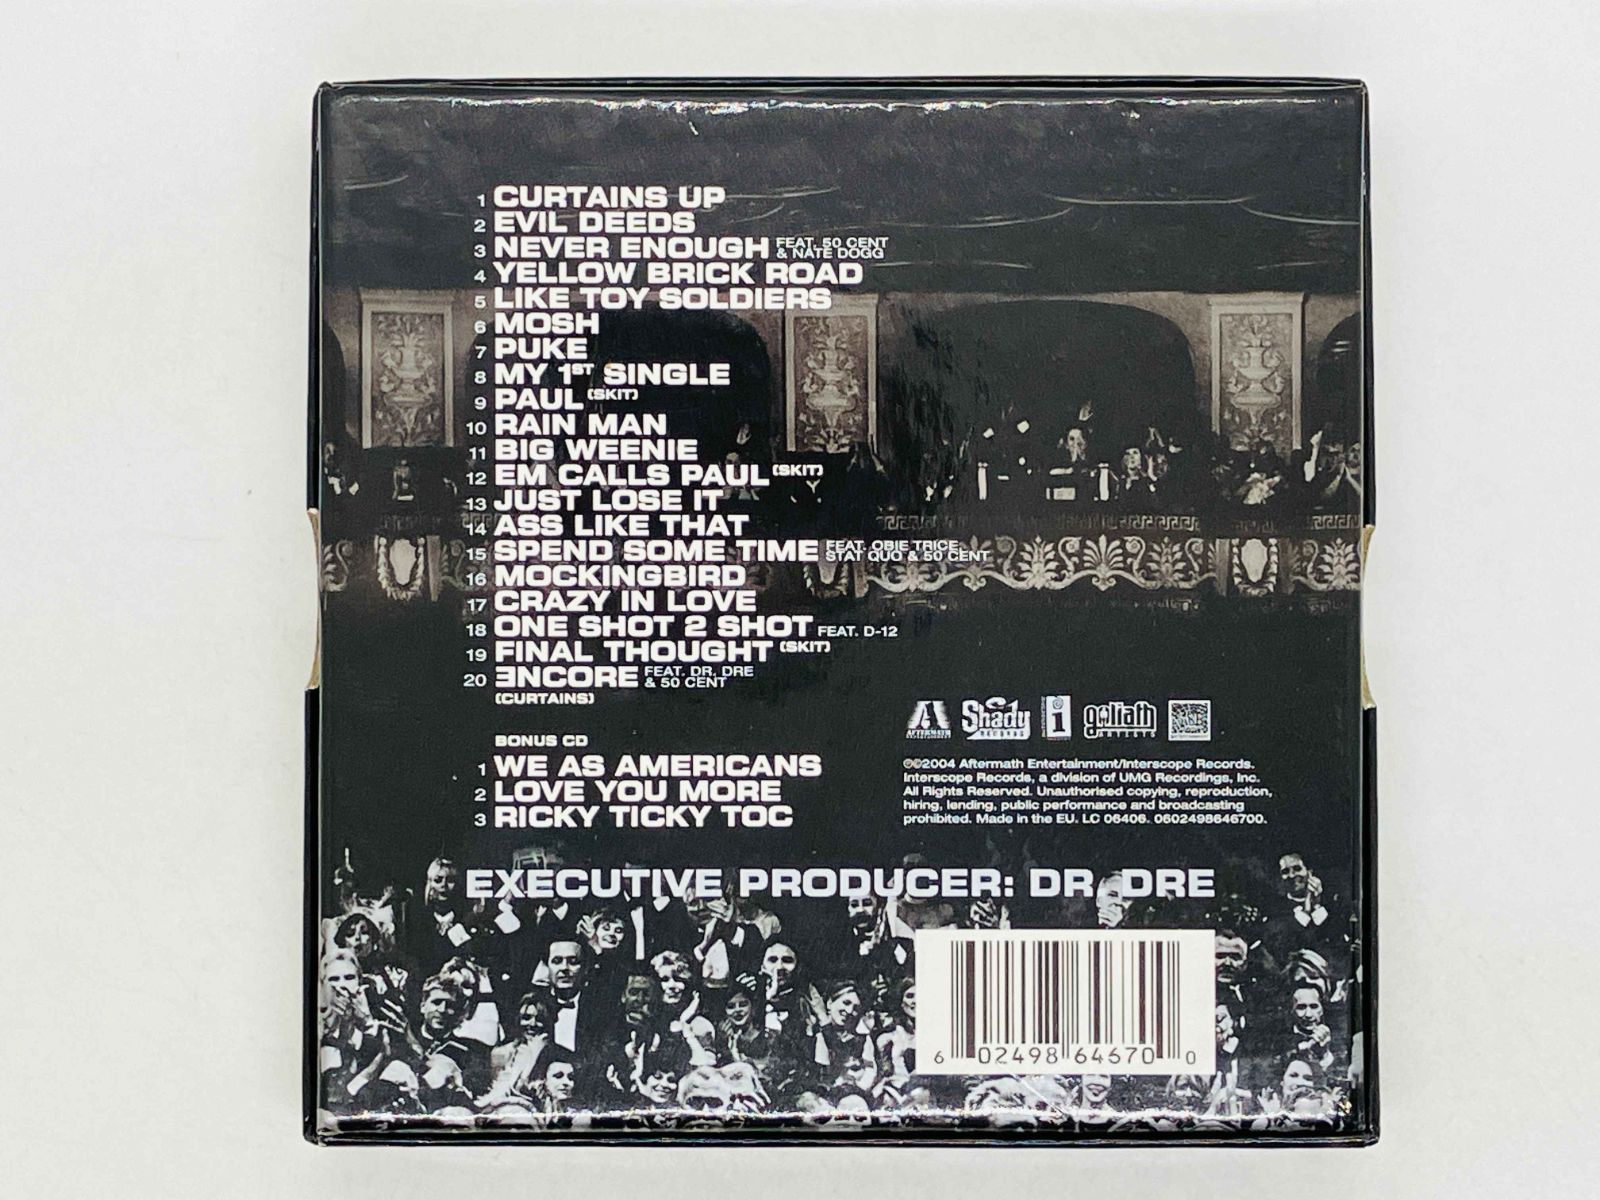 1 CURTAINS UP
2 EVIL DEEDS
3 NEVER ENOUGH FEAT. 50 CENT & NATE DOGG
4 YELLOW BRICK ROAD
5 LIKE TOY SOLDIERS
6 MOSH
7 PUKE
8 MY 1ST SINGLE
9 PAUL (SKIT)
10 RAIN MAN
11 BIG WEENIE
12 EM CALLS PAUL (SKIT)
13 JUST LOSE IT
14 ASS LIKE THAT
15 SPEND SOME TIME FEAT. OBIE TRICE STAT QUO & 50 CENT
16 MOCKINGBIRD
17 CRAZY IN LOVE
18 ONE SHOT 2 SHOT FEAT. D-12
19 FINAL THOUGHT (SKIT)
20 ƎNCORE FEAT. DR. DRE & 50 CENT
(CURTAINS)
BONUS CD
1 WE AS AMERICANS
2 LOVE YOU MORE
3 RICKY TICKY TOC
AFTERMATH ENTERTAINMENT
Shady RECORDS
goliath ARTISTS
℗©2004 Aftermath Entertainment/Interscope Records.
Interscope Records, a division of UMG Recordings, Inc.
All Rights Reserved. Unauthorised copying, reproduction,
hiring, lending, public performance and broadcasting
prohibited. Made in the EU. LC 06406. 0602498646700.
EXECUTIVE PRODUCER: DR. DRE
6 02498 64670 0